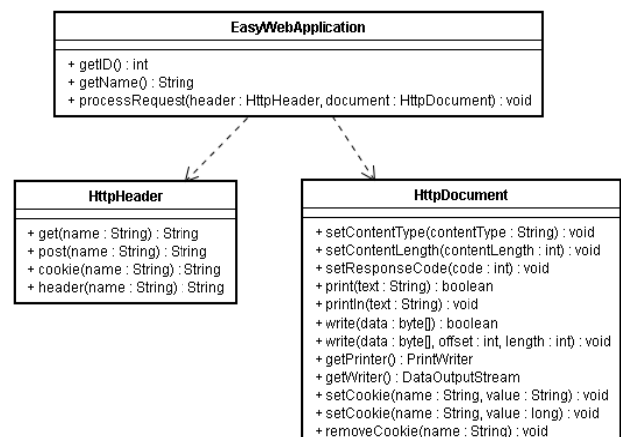 EasyWebApplication
+ getID() : int
+ getName() : String
+ processRequest(header : HttpHeader, document : HttpDocument) : void
HttpHeader
+ get(name : String) : String
+ post(name : String) : String
+ cookie(name : String) : String
+ header(name : String) : String
HttpDocument
+ setContentType(contentType : String) : void
+ setContentLength(contentLength : int) : void
+ setResponseCode(code : int) : void
+ print(text : String) : boolean
+ println(text : String) : void
+ write(data : byte[]) : boolean
+ write(data : byte[], offset : int, length : int) : void
+ getPrinter() : PrintWriter
+ getWriter() : DataOutputStream
+ setCookie(name : String, value : String) : void
+ setCookie(name : String, value : long) : void
+ removeCookie(name : String) : void